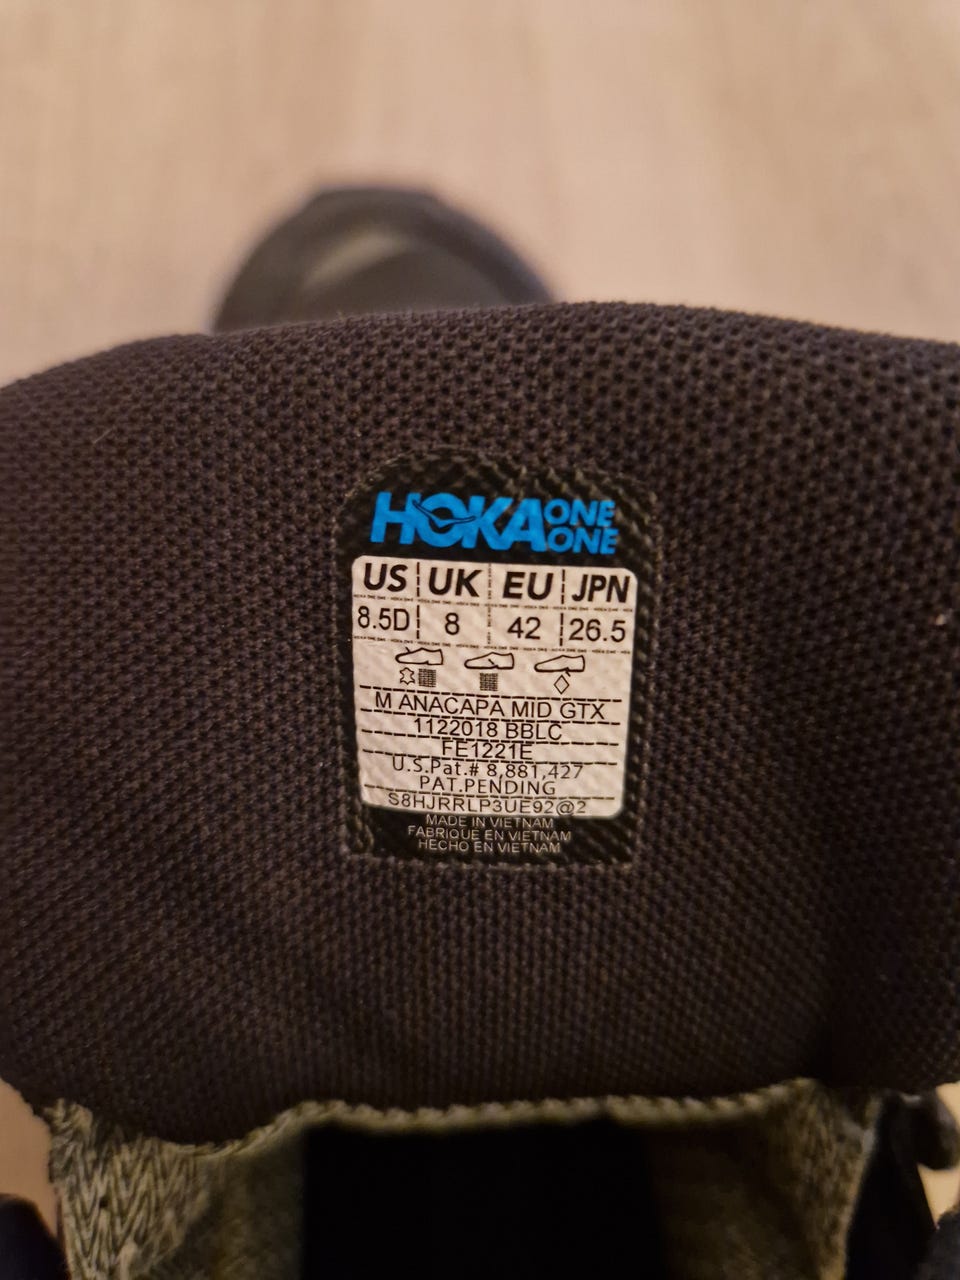 HOKA ONE ONE
US UK EU JPN
8.5D 8 42 26.5
M ANACAPA MID GTX
1122018 BBLC
FE1221E
U.S.Pat.# 8,881,427
PAT.PENDING
S8HJRRLP3UE92@2
MADE IN VIETNAM
FABRIQUE EN VIETNAM
HECHO EN VIETNAM